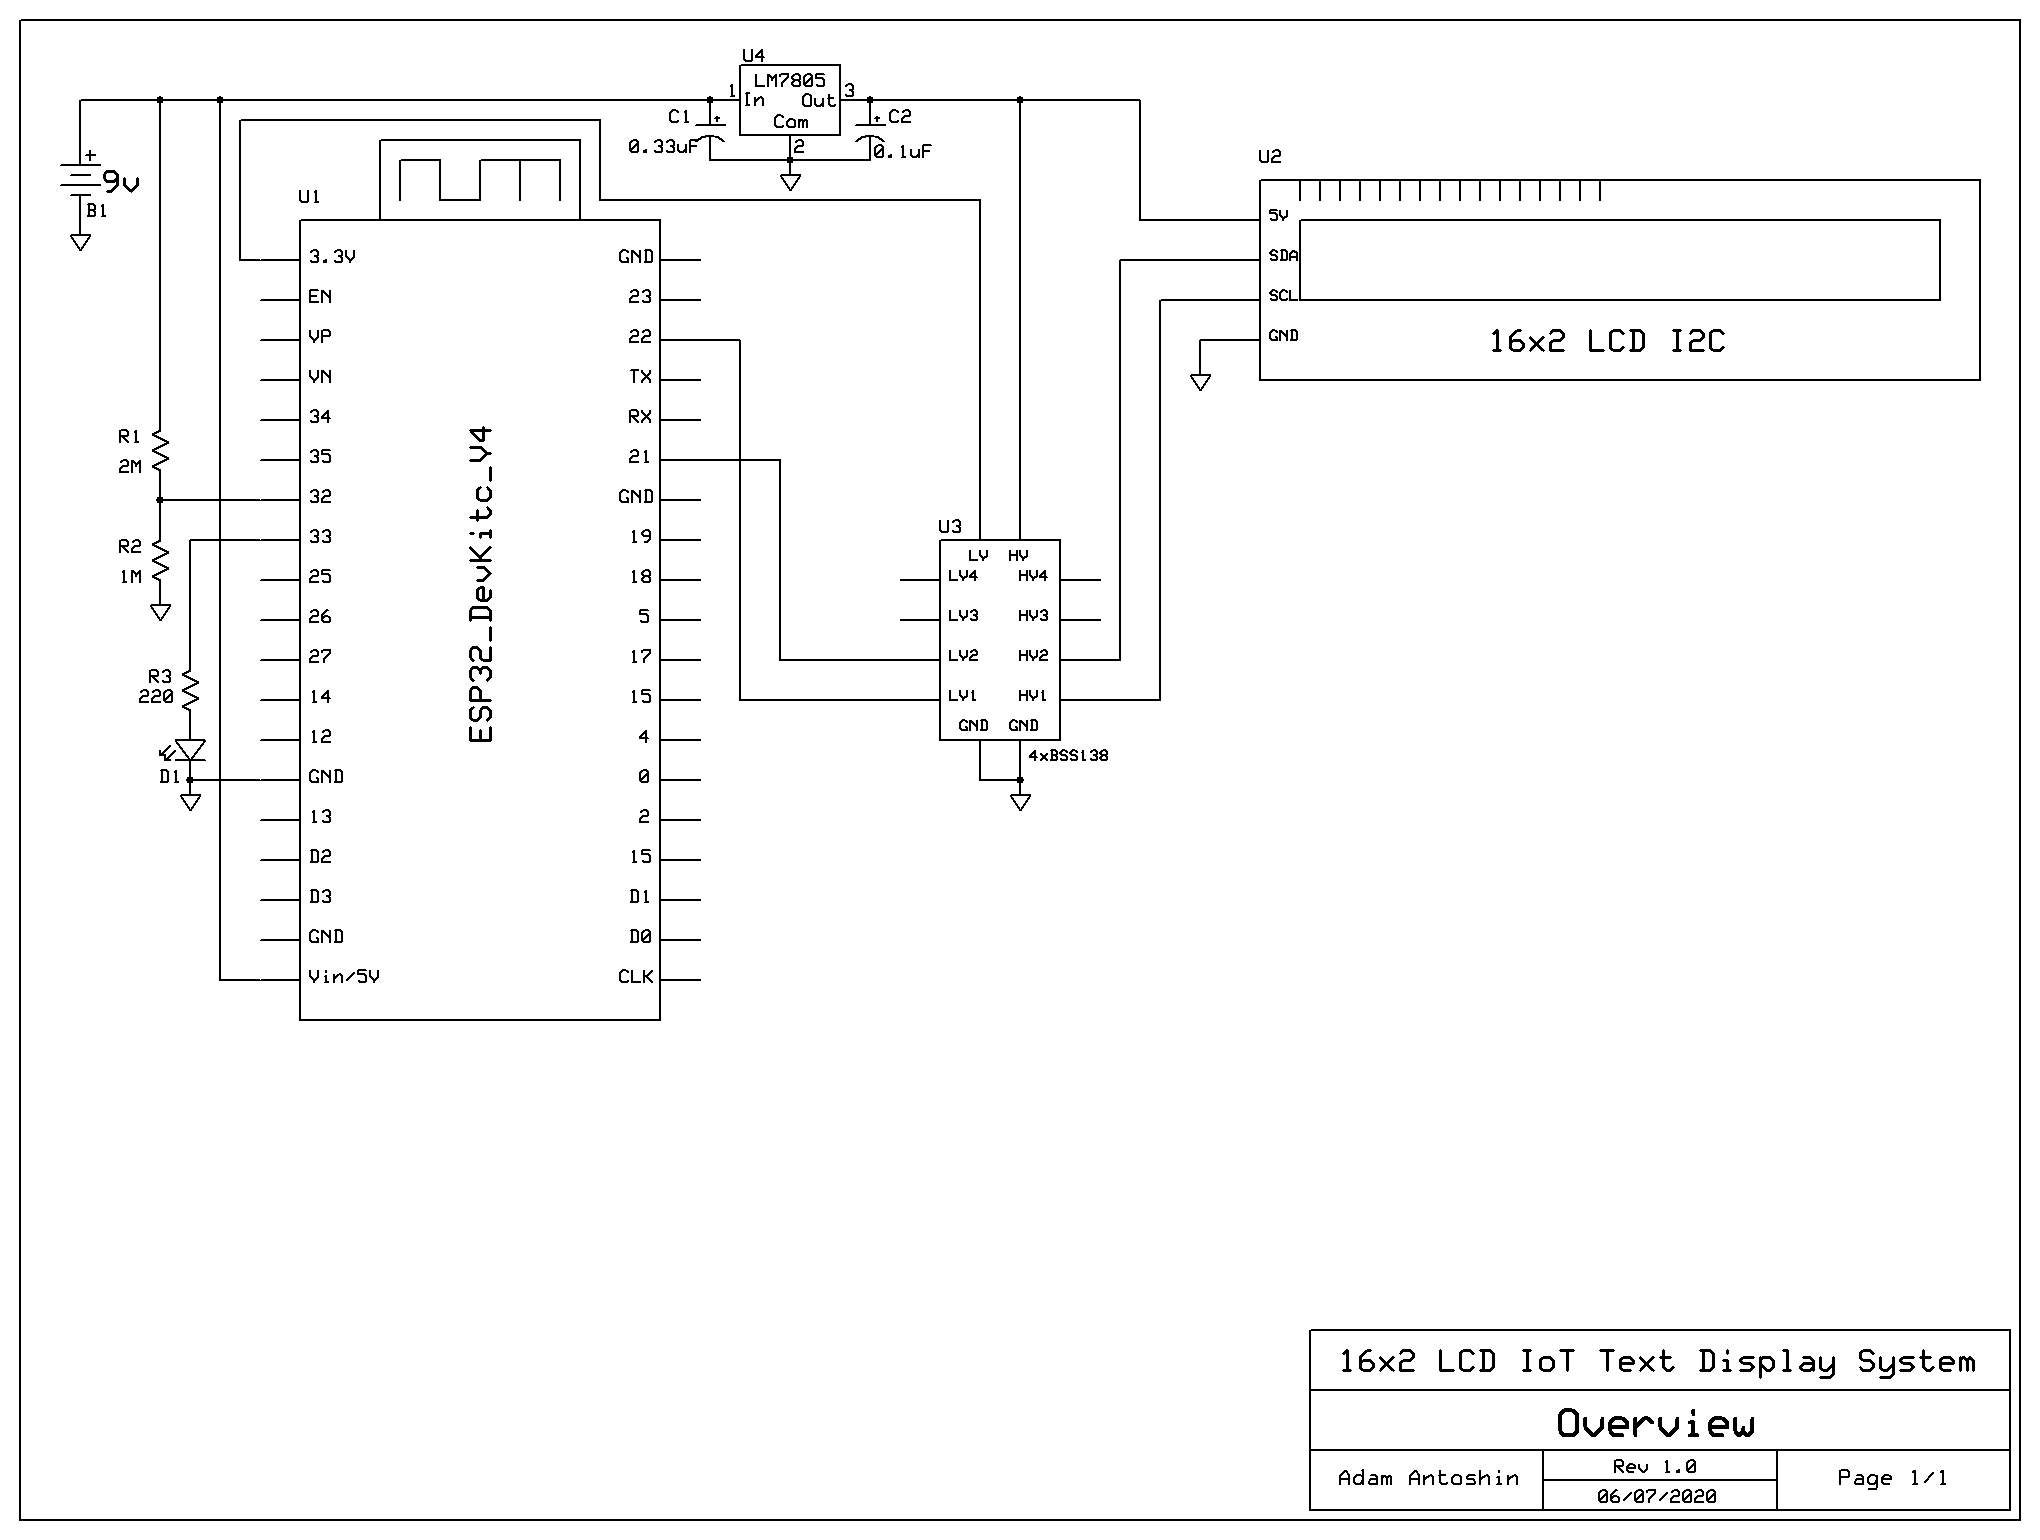 U4
LM7805
1 In Out 3
Com
2
C1
0.33uF
C2
0.1uF
9v
B1
U1
3.3V
EN
VP
VN
34
35
32
33
25
26
27
14
12
GND
13
D2
D3
GND
Vin/5V
ESP32_DevKitc_V4
GND
23
22
TX
RX
21
GND
19
18
5
17
15
4
0
2
15
D1
D0
CLK
R1
2M
R2
1M
R3
220
D1
U3
LV HV
LV4 HV4
LV3 HV3
LV2 HV2
LV1 HV1
GND GND
4xBSS138
U2
5V
SDA
SCL
GND
16x2 LCD I2C
16x2 LCD IoT Text Display System
Overview
Adam Antoshin
Rev 1.0
06/07/2020
Page 1/1